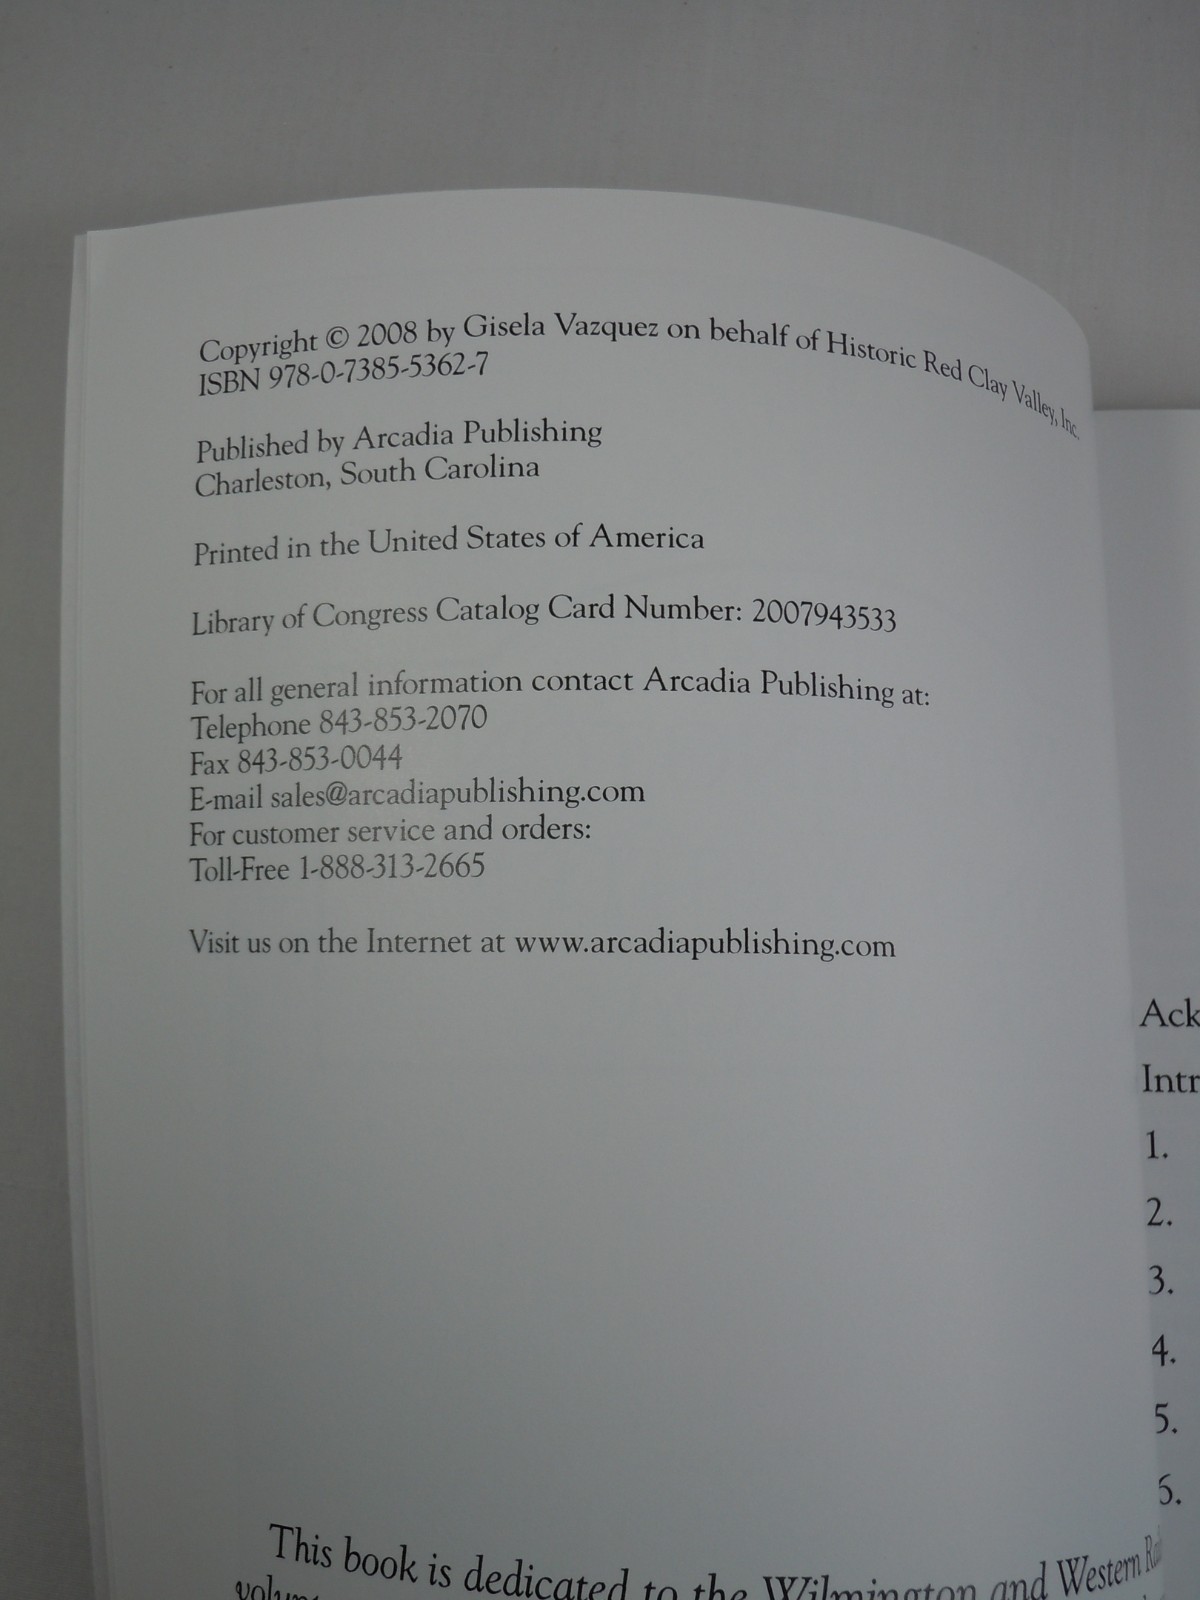 Copyright © 2008 by Gisela Vazquez on behalf of Historic Red Clay Valley, Inc.
ISBN 978-0-7385-5362-7
Published by Arcadia Publishing
Charleston, South Carolina
Printed in the United States of America
Library of Congress Catalog Card Number: 2007943533
For all general information contact Arcadia Publishing at:
Telephone 843-853-2070
Fax 843-853-0044
E-mail sales@arcadiapublishing.com
For customer service and orders:
Toll-Free 1-888-313-2665
Visit us on the Internet at www.arcadiapublishing.com
This book is dedicated to the Wilmington and Western
Ack
Intr
1.
2.
3.
4.
5.